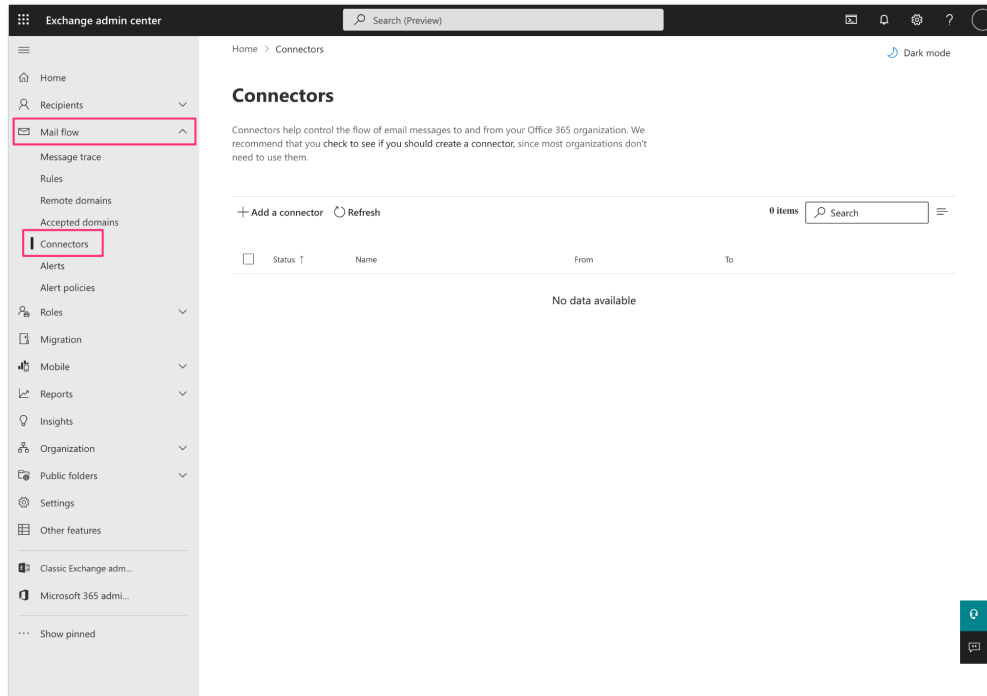 Exchange admin center
Search (Preview)
?
Home > Connectors
Dark mode
Home
Recipients
Mail flow
Message trace
Rules
Remote domains
Accepted domains
Connectors
Alerts
Alert policies
Roles
Migration
Mobile
Reports
Insights
Organization
Public folders
Settings
Other features
Classic Exchange adm...
Microsoft 365 admi...
Show pinned
Connectors
Connectors help control the flow of email messages to and from your Office 365 organization. We
recommend that you check to see if you should create a connector, since most organizations don't
need to use them.
+ Add a connector Refresh 0 items Search
Status ↑ Name From To
No data available